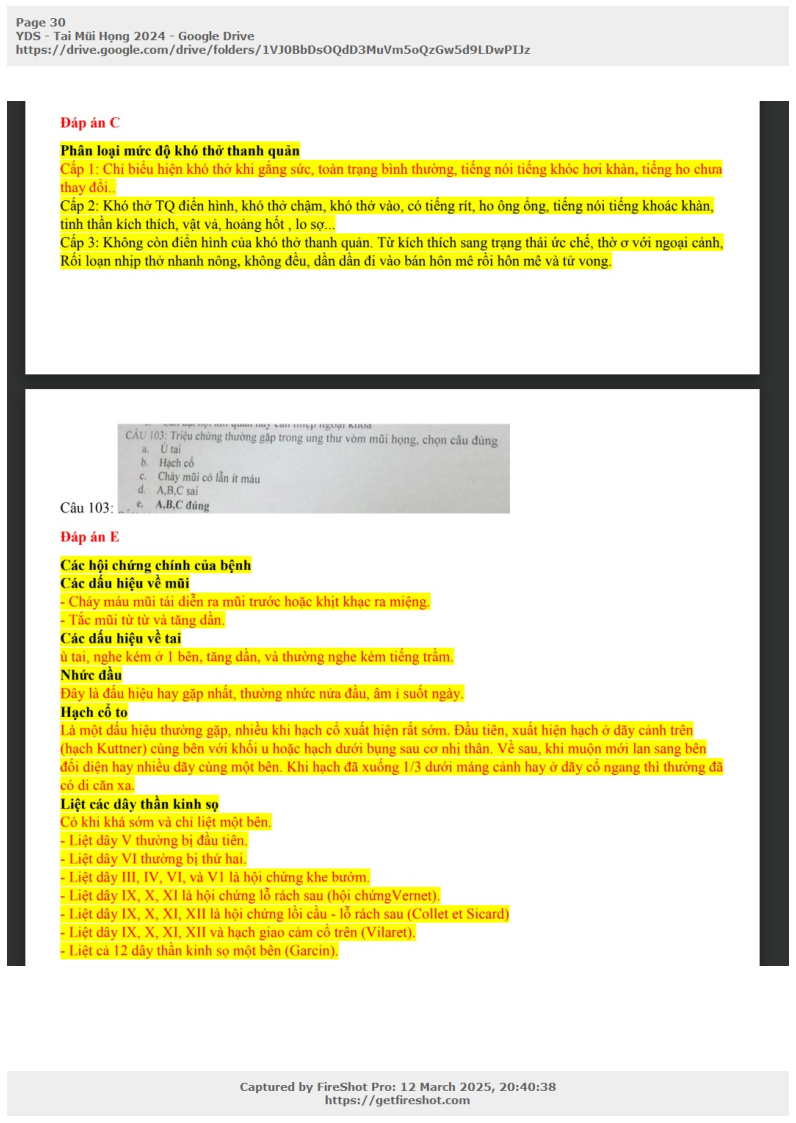 Page 30
YDS - Tai Mũi Họng 2024 - Google Drive
https://drive.google.com/drive/folders/1VJ0BbDsOQdD3MuVm5oQzGw5d9LDwPIJz
Đáp án C
Phân loại mức độ khó thở thanh quản
Cấp 1: Chỉ biểu hiện khó thở khi gắng sức, toàn trạng bình thường, tiếng nói tiếng khóc hơi khàn, tiếng ho chưa
thay đổi..
Cấp 2: Khó thở TQ điển hình, khó thở chậm, khó thở vào, có tiếng rít, ho ông ổng, tiếng nói tiếng khoác khàn,
tinh thần kích thích, vật vả, hoảng hốt , lo sợ...
Cấp 3: Không còn điển hình của khó thở thanh quản. Từ kích thích sang trạng thái ức chế, thờ ơ với ngoại cảnh,
Rối loạn nhịp thở nhanh nông, không đều, dần dần đi vào bán hôn mê rồi hôn mê và tử vong.
CÂU 103: Triệu chứng thường gặp trong ung thư vòm mũi họng, chọn câu đúng
a. Ù tai
b. Hạch cổ
c. Chảy mũi có lẫn ít máu
d. A,B,C sai
e. A,B,C đúng
Câu 103:
Đáp án E
Các hội chứng chính của bệnh
Các dấu hiệu về mũi
- Chảy máu mũi tái diễn ra mũi trước hoặc khịt khạc ra miệng.
- Tắc mũi từ từ và tăng dần.
Các dấu hiệu về tai
ù tai, nghe kém ở 1 bên, tăng dần, và thường nghe kém tiếng trầm.
Nhức đầu
Đây là đấu hiệu hay gặp nhất, thường nhức nửa đầu, âm ỉ suốt ngày.
Hạch cổ to
Là một dấu hiệu thường gặp, nhiều khi hạch cổ xuất hiện rất sớm. Đầu tiên, xuất hiện hạch ở dãy cảnh trên
(hạch Kuttner) cùng bên với khối u hoặc hạch dưới bụng sau cơ nhị thân. Về sau, khi muộn mới lan sang bên
đối diện hay nhiều dãy cùng một bên. Khi hạch đã xuống 1/3 dưới máng cảnh hay ở dãy cổ ngang thì thường đã
có di căn xa.
Liệt các dây thần kinh sọ
Có khi khá sớm và chỉ liệt một bên.
- Liệt dây V thường bị đầu tiên.
- Liệt dây VI thường bị thứ hai.
- Liệt dây III, IV, VI, và V1 là hội chứng khe bướm.
- Liệt dây IX, X, XI là hội chứng lỗ rách sau (hội chứngVernet).
- Liệt dây IX, X, XI, XII là hội chứng lồi cầu - lỗ rách sau (Collet et Sicard)
- Liệt dây IX, X, XI, XII và hạch giao cảm cổ trên (Vilaret).
- Liệt cả 12 dây thần kinh sọ một bên (Garcin).
Captured by FireShot Pro: 12 March 2025, 20:40:38
https://getfireshot.com